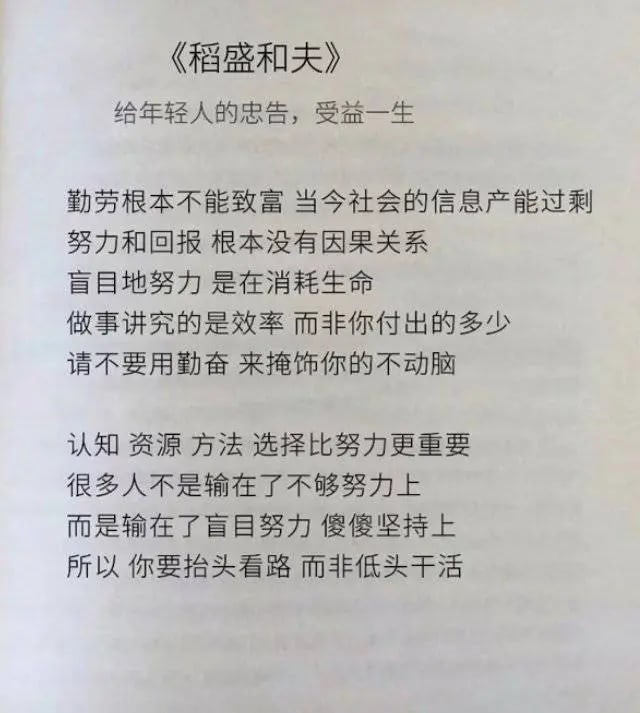 《稻盛和夫》
给年轻人的忠告，受益一生
勤劳根本不能致富 当今社会的信息产能过剩
努力和回报 根本没有因果关系
盲目地努力 是在消耗生命
做事讲究的是效率 而非你付出的多少
请不要用勤奋 来掩饰你的不动脑
认知 资源 方法 选择比努力更重要
很多人不是输在了不够努力上
而是输在了盲目努力 傻傻坚持上
所以 你要抬头看路 而非低头干活